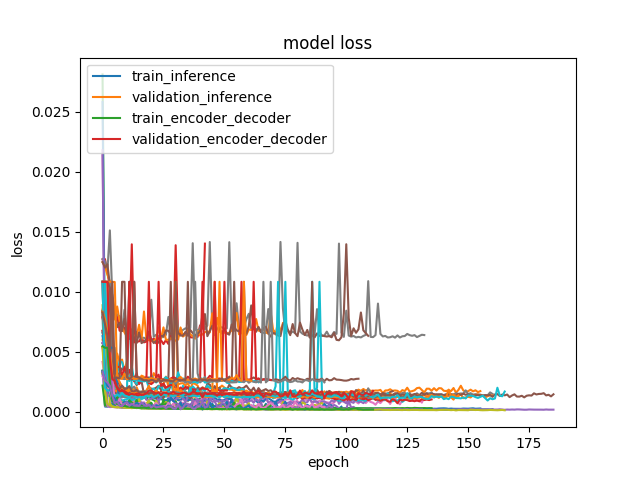 model loss
train_inference
validation_inference
train_encoder_decoder
validation_encoder_decoder
loss
0.025
0.020
0.015
0.010
0.005
0.000
0 25 50 75 100 125 150 175
epoch